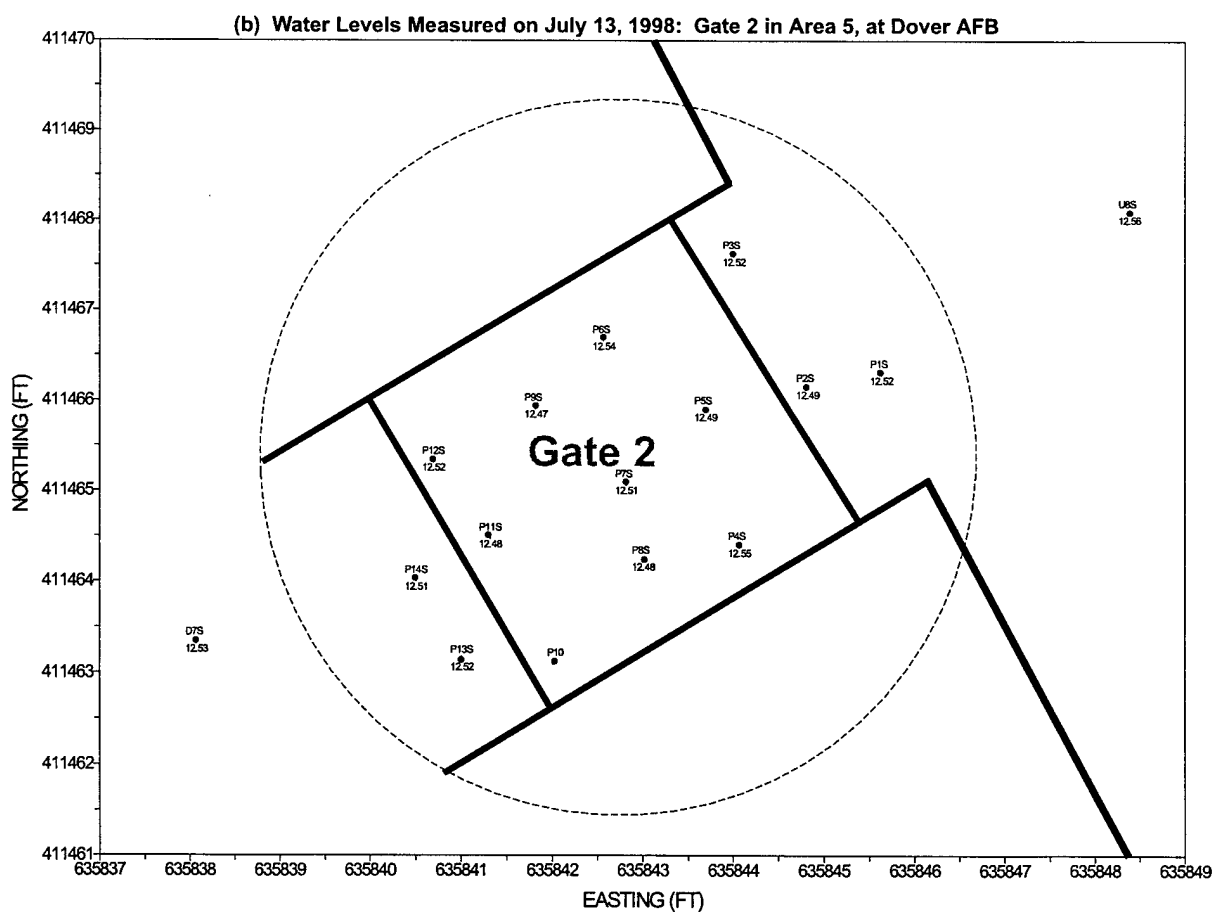 (b) Water Levels Measured on July 13, 1998: Gate 2 in Area 5, at Dover AFB
411470
411469
411468
411467
411466
411465
411464
411463
411462
411461
NORTHING (FT)
U8S
12.56
P3S
12.52
P6S
12.54
P1S
12.52
P2S
12.49
P9S
12.47
P5S
12.49
Gate 2
P12S
12.52
P7S
12.51
P11S
12.48
P8S
12.48
P4S
12.55
P14S
12.51
D7S
12.53
P13S
12.52
P10
635837
635838
635839
635840
635841
635842
635843
635844
635845
635846
635847
635848
635849
EASTING (FT)